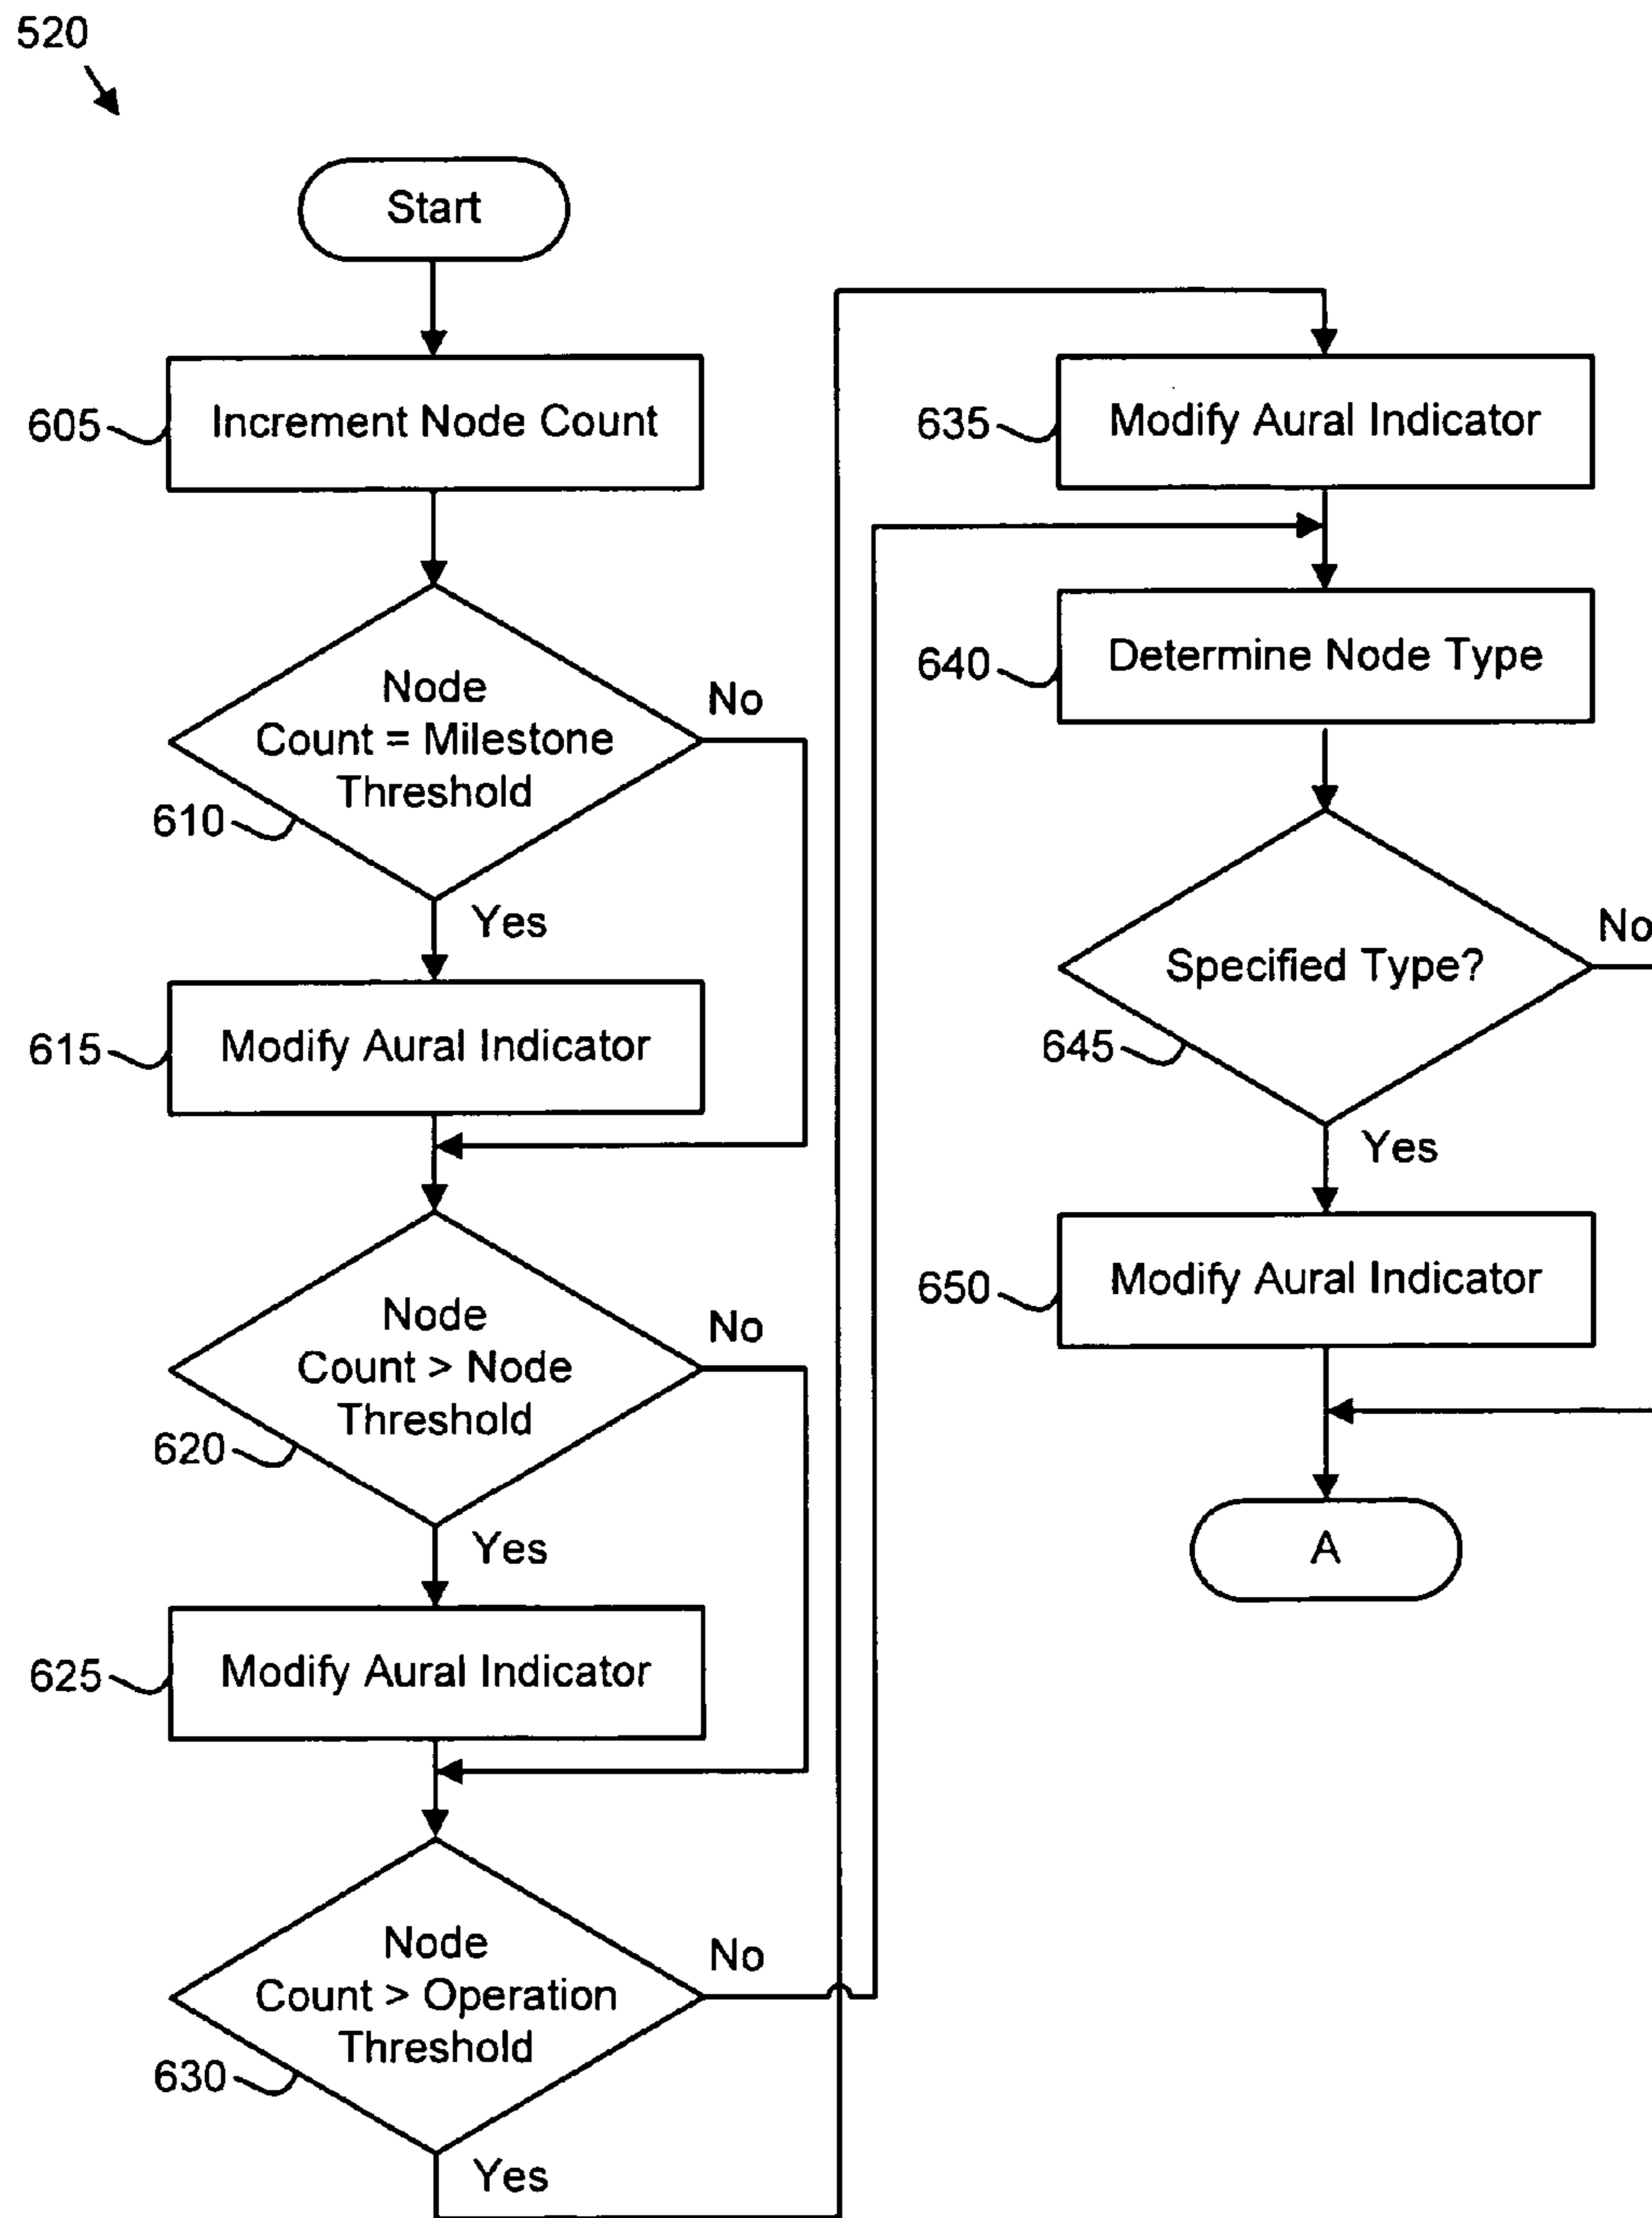 520
Start
605
Increment Node Count
Node
Count = Milestone
Threshold
No
610
Yes
615
Modify Aural Indicator
Node
Count > Node
Threshold
No
620
Yes
625
Modify Aural Indicator
Node
Count > Operation
Threshold
No
630
Yes
635
Modify Aural Indicator
640
Determine Node Type
Specified Type?
No
645
Yes
650
Modify Aural Indicator
A